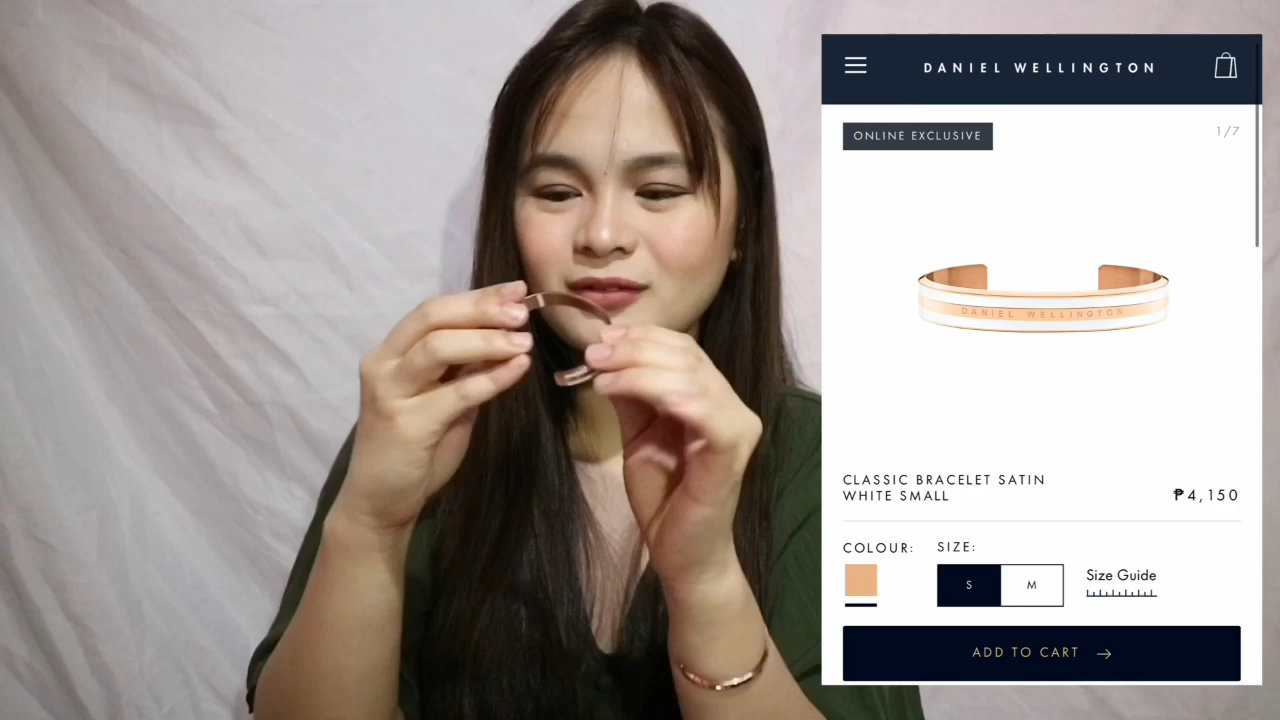 DANIEL WELLINGTON
ONLINE EXCLUSIVE
1/7
DANIEL WELLINGTON
CLASSIC BRACELET SATIN
WHITE SMALL
₱4,150
COLOUR:
SIZE:
S
M
Size Guide
ADD TO CART →